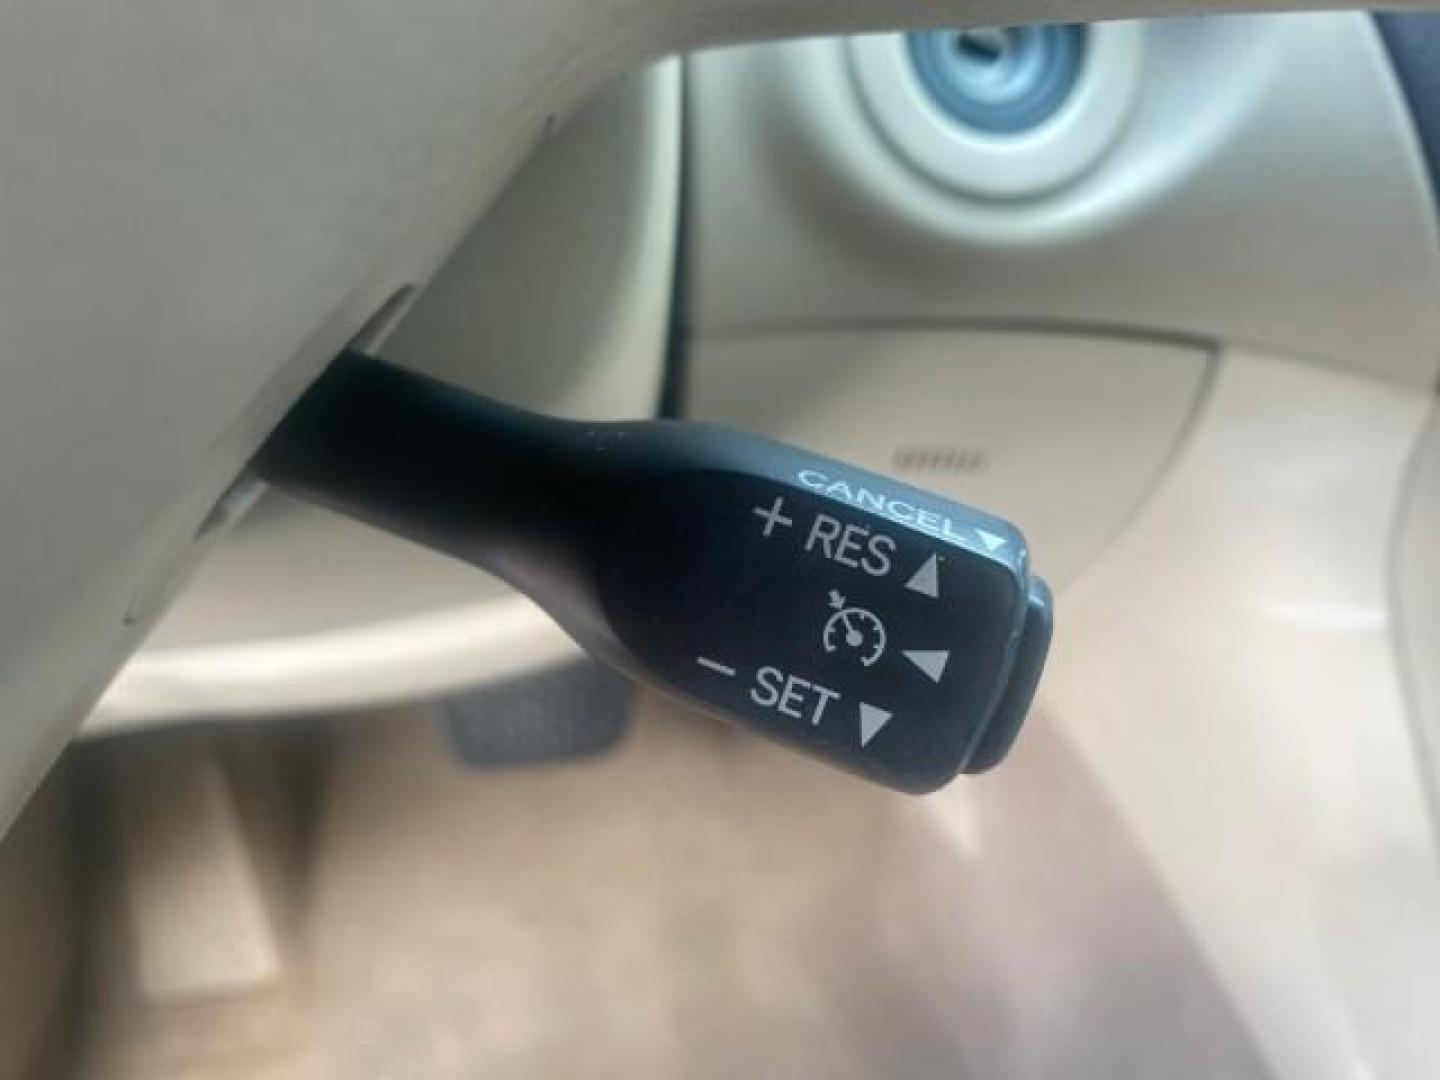 CANCEL ▼
+ RES ▲
◀
− SET ▼